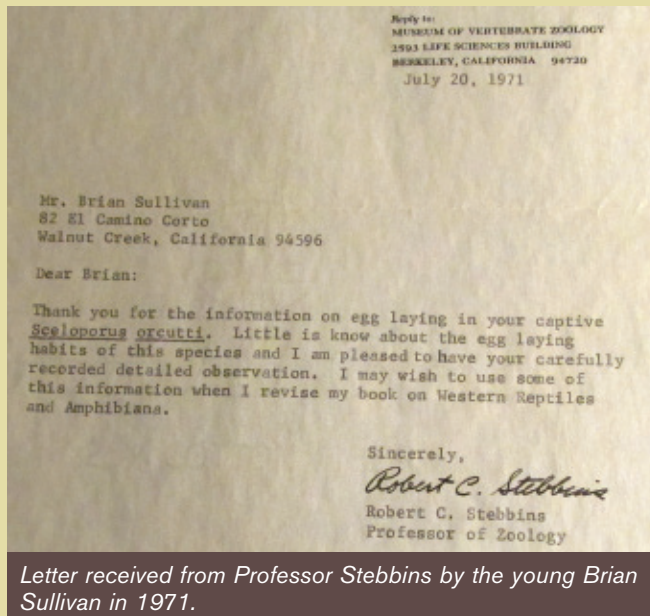 Reply to:
MUSEUM OF VERTEBRATE ZOOLOGY
2593 LIFE SCIENCES BUILDING
BERKELEY, CALIFORNIA 94720
July 20, 1971
Mr. Brian Sullivan
82 El Camino Corto
Walnut Creek, California 94596
Dear Brian:
Thank you for the information on egg laying in your captive
Sceloporus orcutti. Little is know about the egg laying
habits of this species and I am pleased to have your carefully
recorded detailed observation. I may wish to use some of
this information when I revise my book on Western Reptiles
and Amphibians.
Sincerely,
Robert C. Stebbins
Robert C. Stebbins
Professor of Zoology
Letter received from Professor Stebbins by the young Brian
Sullivan in 1971.